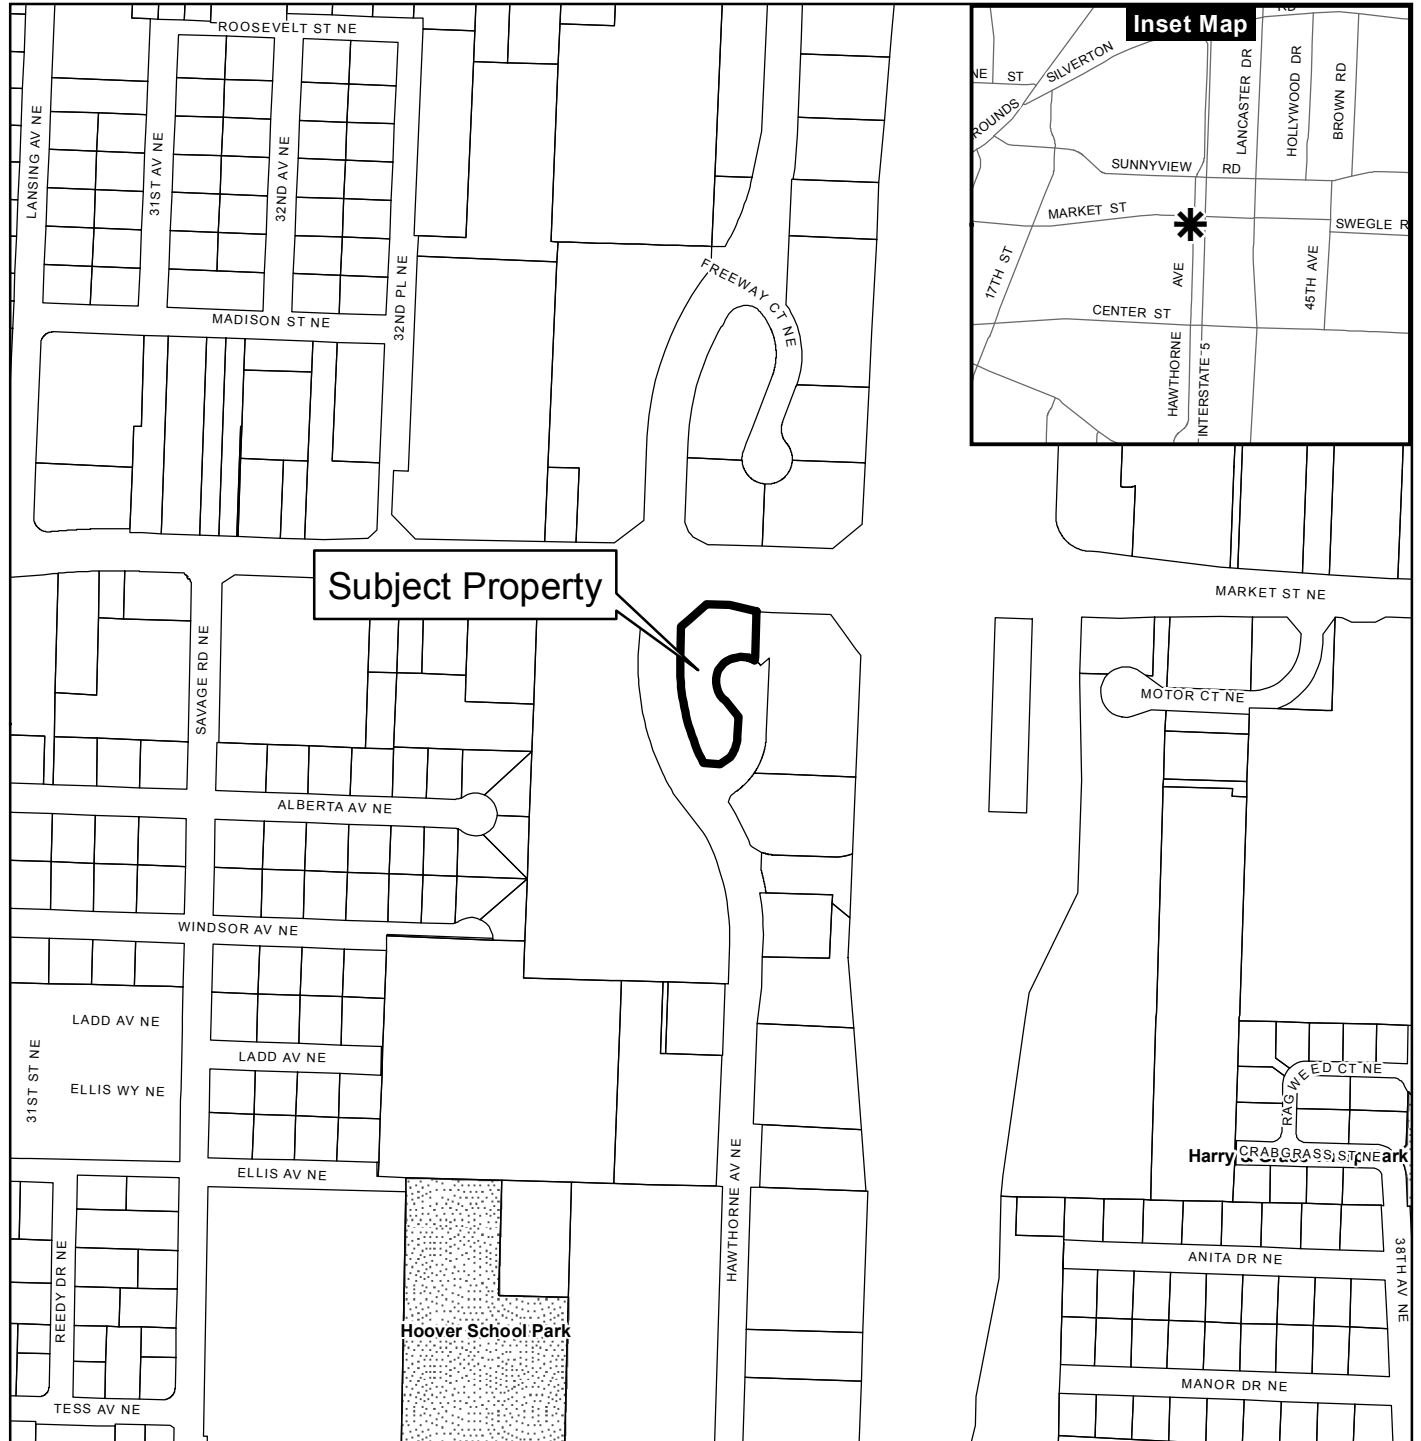 ROOSEVELT ST NE
LANSING AV NE
31ST AV NE
32ND AV NE
32ND PL NE
MADISON ST NE
FREEWAY CT NE
Inset Map
RD
NE ST
SILVERTON
ROUNDS
LANCASTER DR
HOLLYWOOD DR
BROWN RD
SUNNYVIEW RD
MARKET ST
SWEGLE R
17TH ST
AVE
45TH AVE
CENTER ST
HAWTHORNE
INTERSTATE 5
Subject Property
MARKET ST NE
SAVAGE RD NE
MOTOR CT NE
ALBERTA AV NE
WINDSOR AV NE
LADD AV NE
LADD AV NE
31ST ST NE
ELLIS WY NE
ELLIS AV NE
RAGWEED CT NE
Harry
CRABGRASS ST NE
ark
HAWTHORNE AV NE
REEDY DR NE
ANITA DR NE
38TH AV NE
Hoover School Park
MANOR DR NE
TESS AV NE